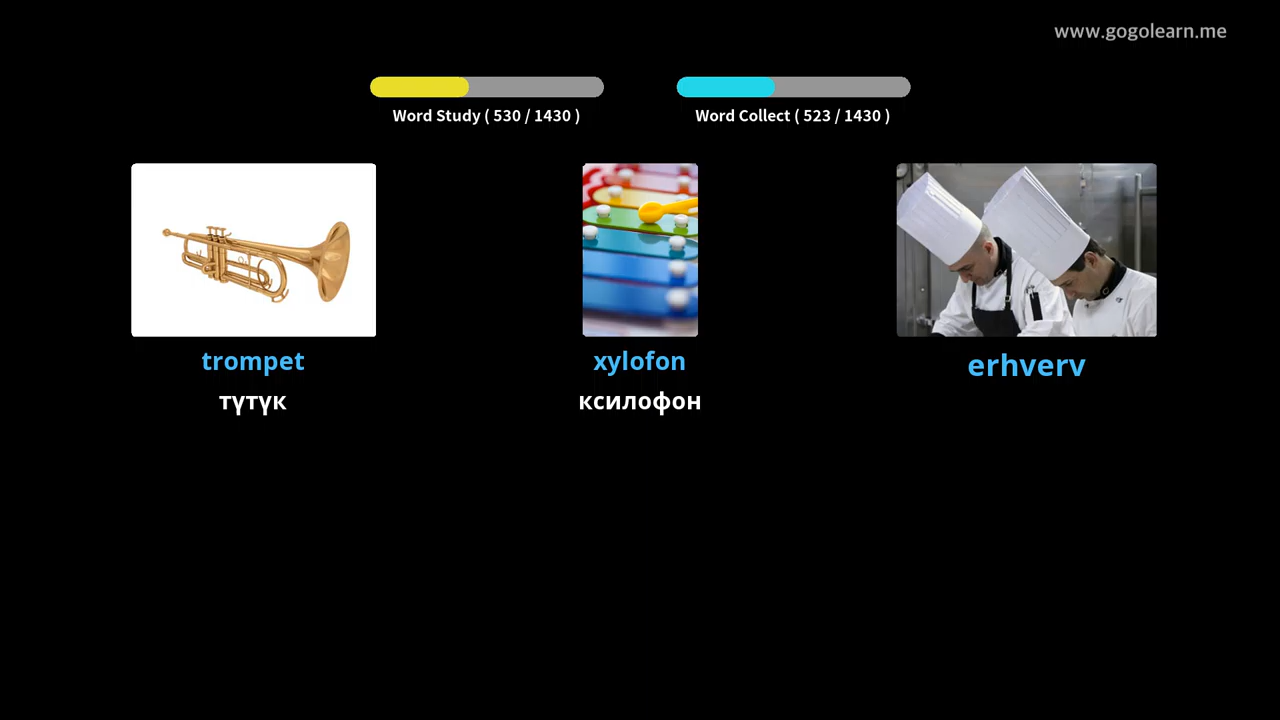 www.gogolearn.me
Word Study ( 530 / 1430 )
Word Collect ( 523 / 1430 )
trompet
түтүк
xylofon
ксилофон
erhverv